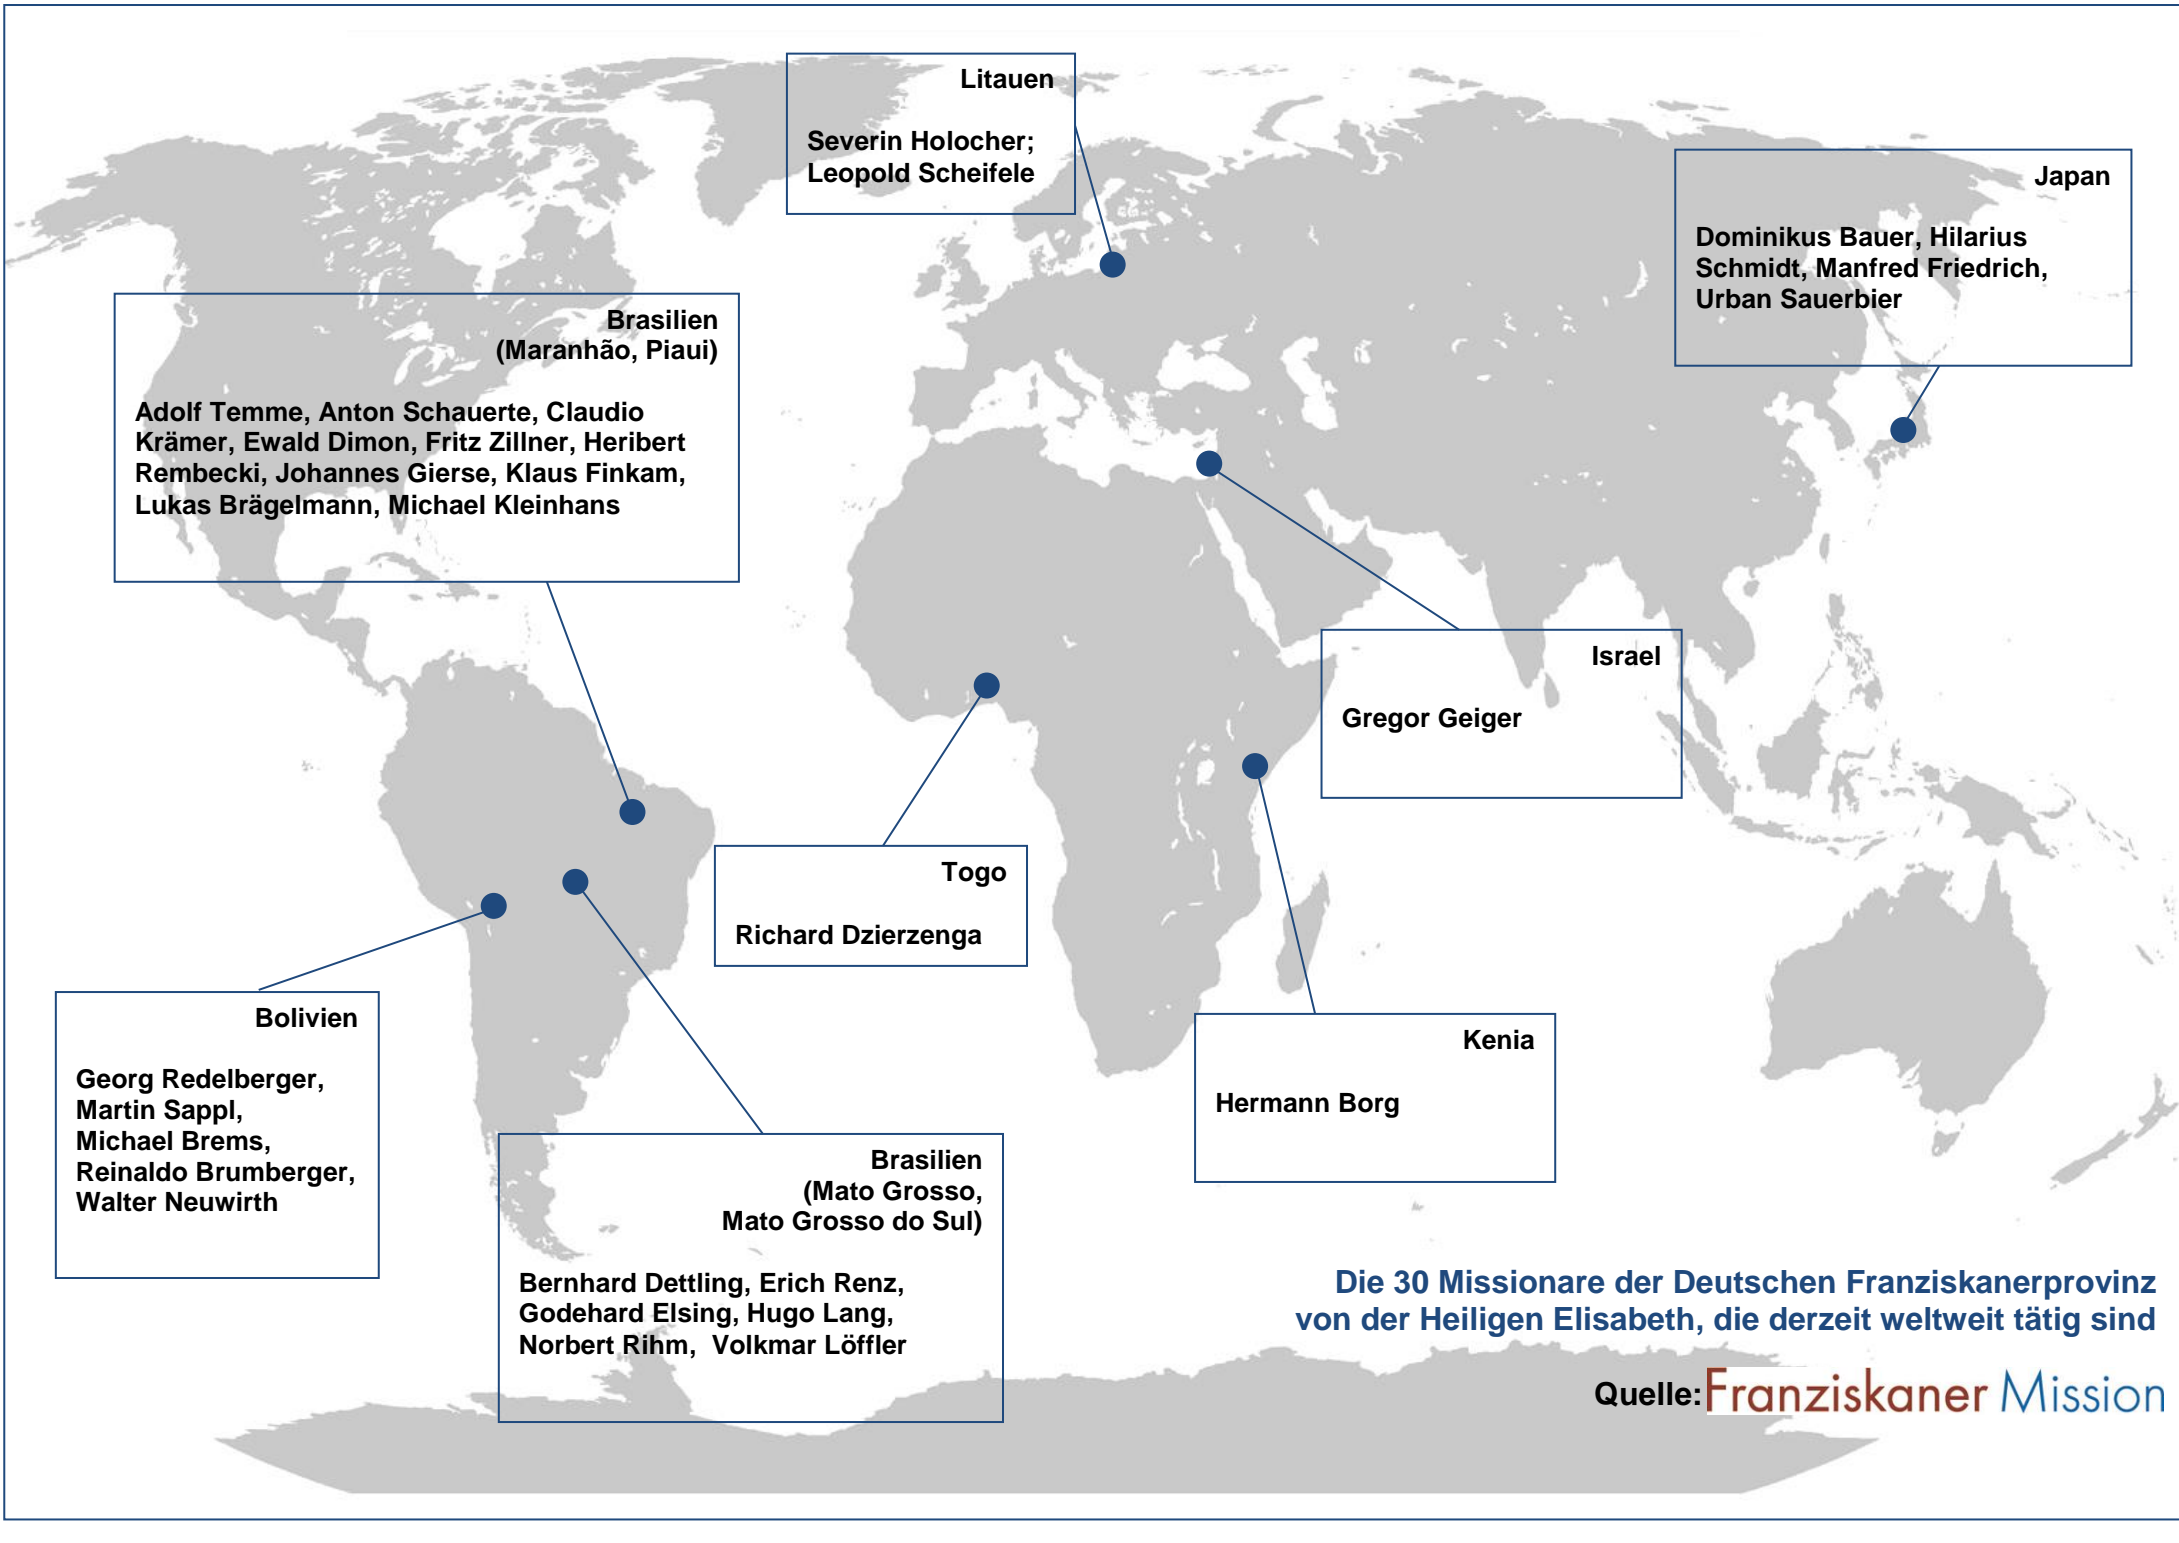 Litauen
Severin Holocher;
Leopold Scheifele
Japan
Dominikus Bauer, Hilarius
Schmidt, Manfred Friedrich,
Urban Sauerbier
Brasilien
(Maranhão, Piaui)
Adolf Temme, Anton Schauerte, Claudio
Krämer, Ewald Dimon, Fritz Zillner, Heribert
Rembecki, Johannes Gierse, Klaus Finkam,
Lukas Brägelmann, Michael Kleinhans
Israel
Gregor Geiger
Togo
Richard Dzierzenga
Bolivien
Georg Redelberger,
Martin Sappl,
Michael Brems,
Reinaldo Brumberger,
Walter Neuwirth
Kenia
Hermann Borg
Brasilien
(Mato Grosso,
Mato Grosso do Sul)
Bernhard Dettling, Erich Renz,
Godehard Elsing, Hugo Lang,
Norbert Rihm,  Volkmar Löffler
Die 30 Missionare der Deutschen Franziskanerprovinz
von der Heiligen Elisabeth, die derzeit weltweit tätig sind
Quelle: Franziskaner Mission